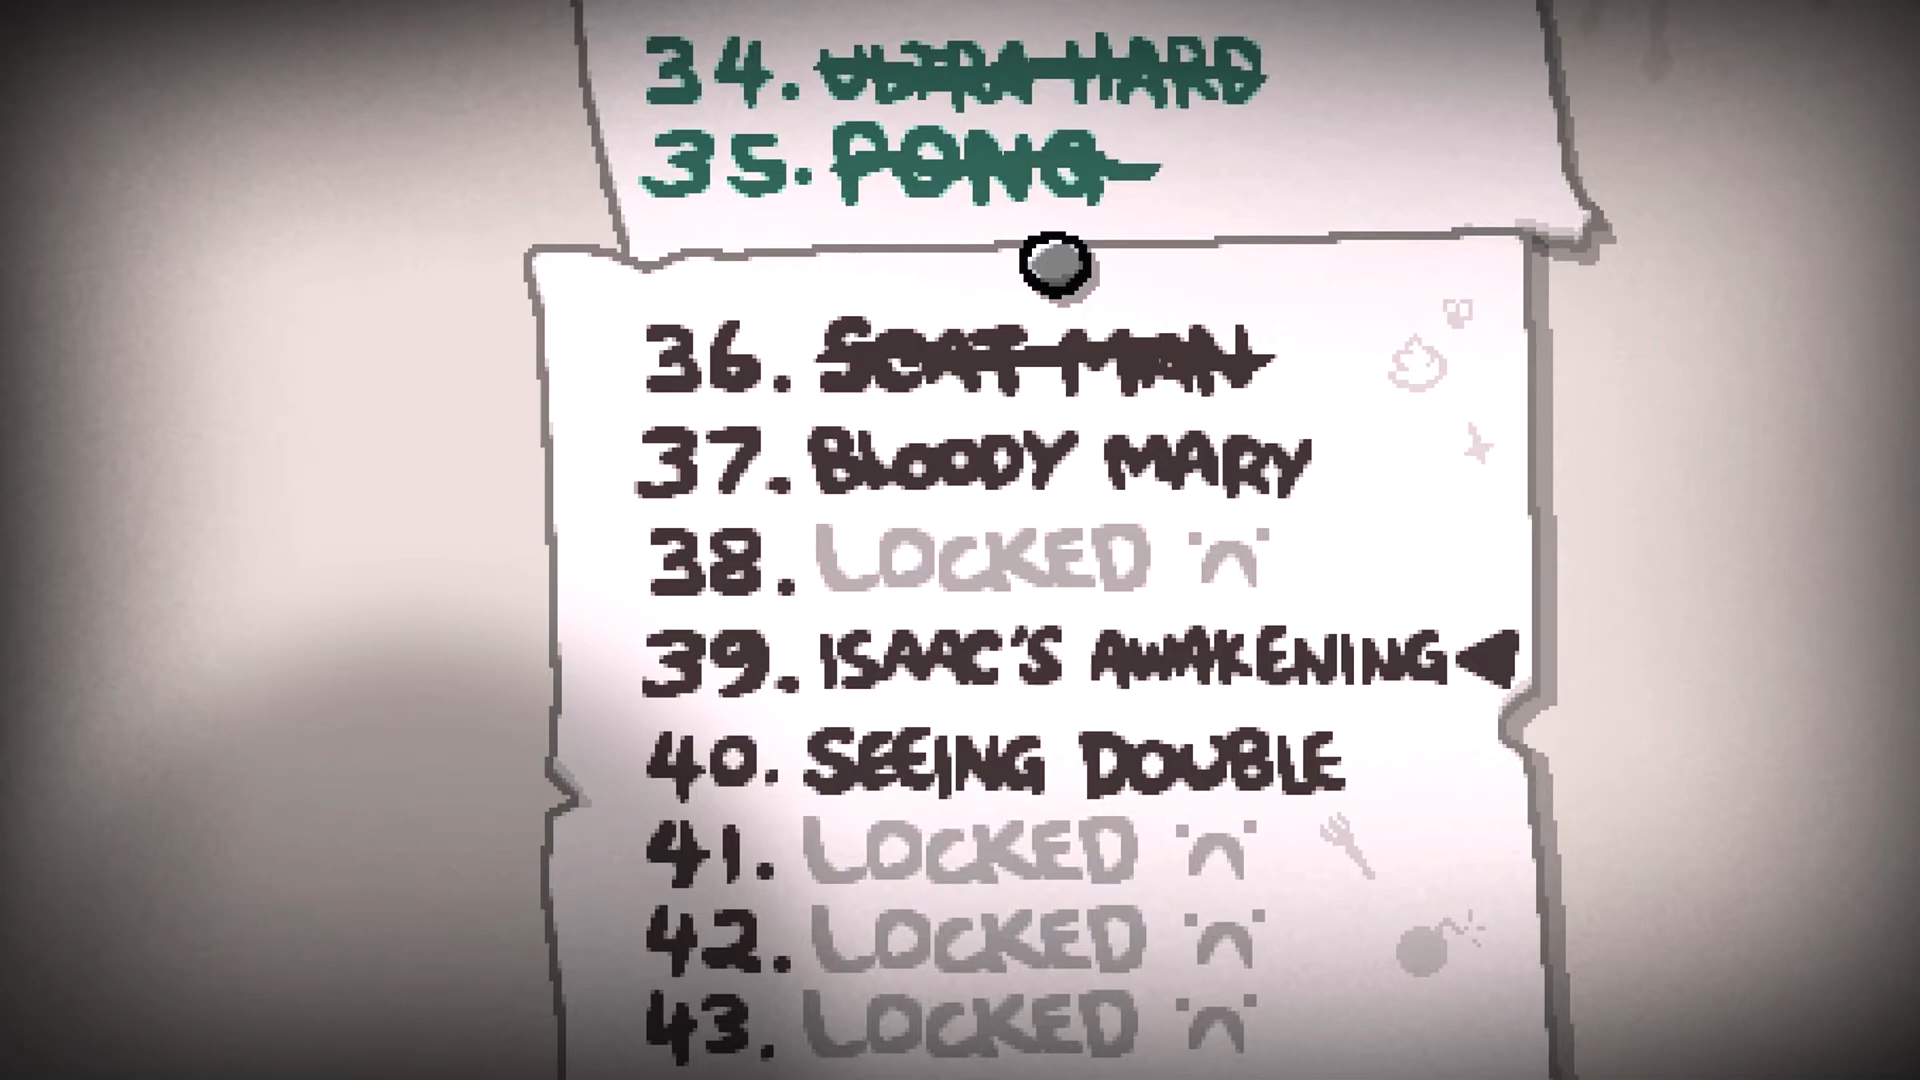 34. ULTRA HARD
35. PONG
36. SCAT MAN
37. BLOODY MARY
38. LOCKED
39. ISAAC'S AWAKENING
40. SEEING DOUBLE
41. LOCKED
42. LOCKED
43. LOCKED